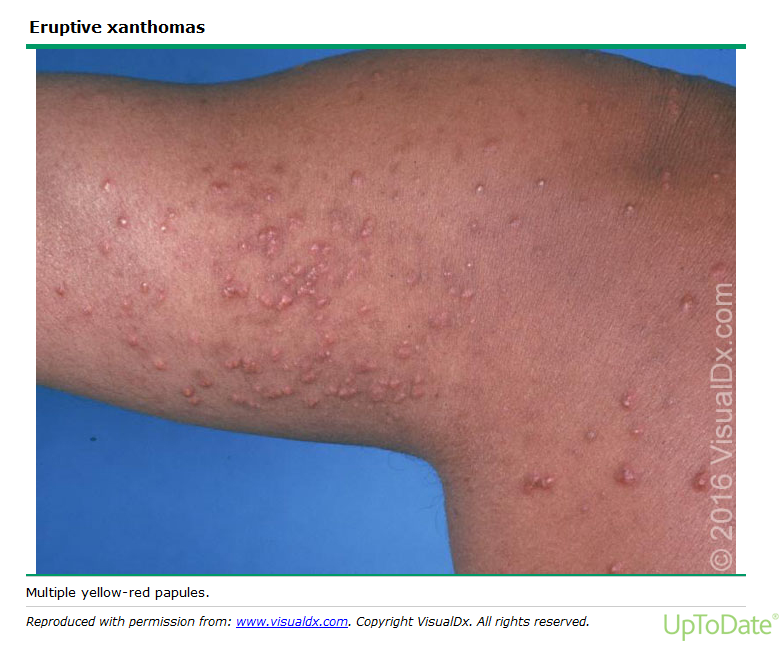 Eruptive xanthomas
© 2016 VisualDx.com
Multiple yellow-red papules.
Reproduced with permission from: www.visualdx.com. Copyright VisualDx. All rights reserved.
UpToDate®